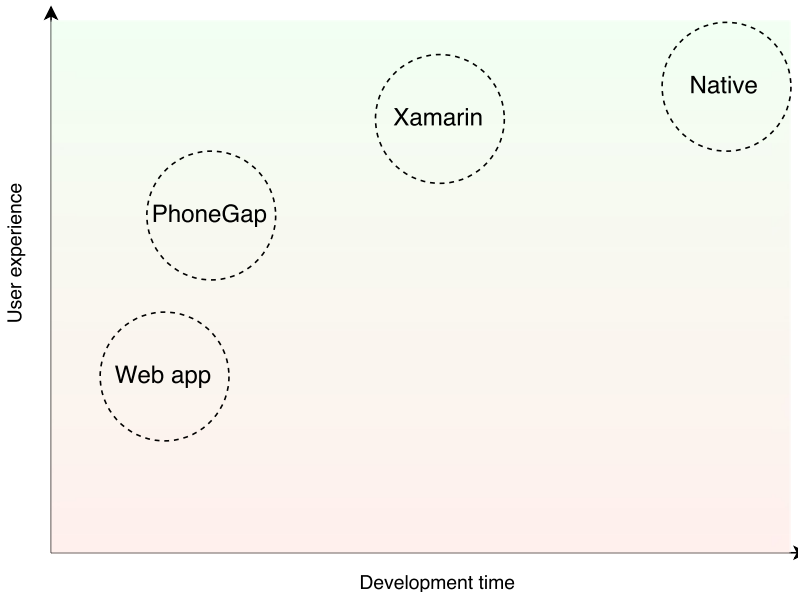 Native
Xamarin
PhoneGap
User experience
Web app
Development time